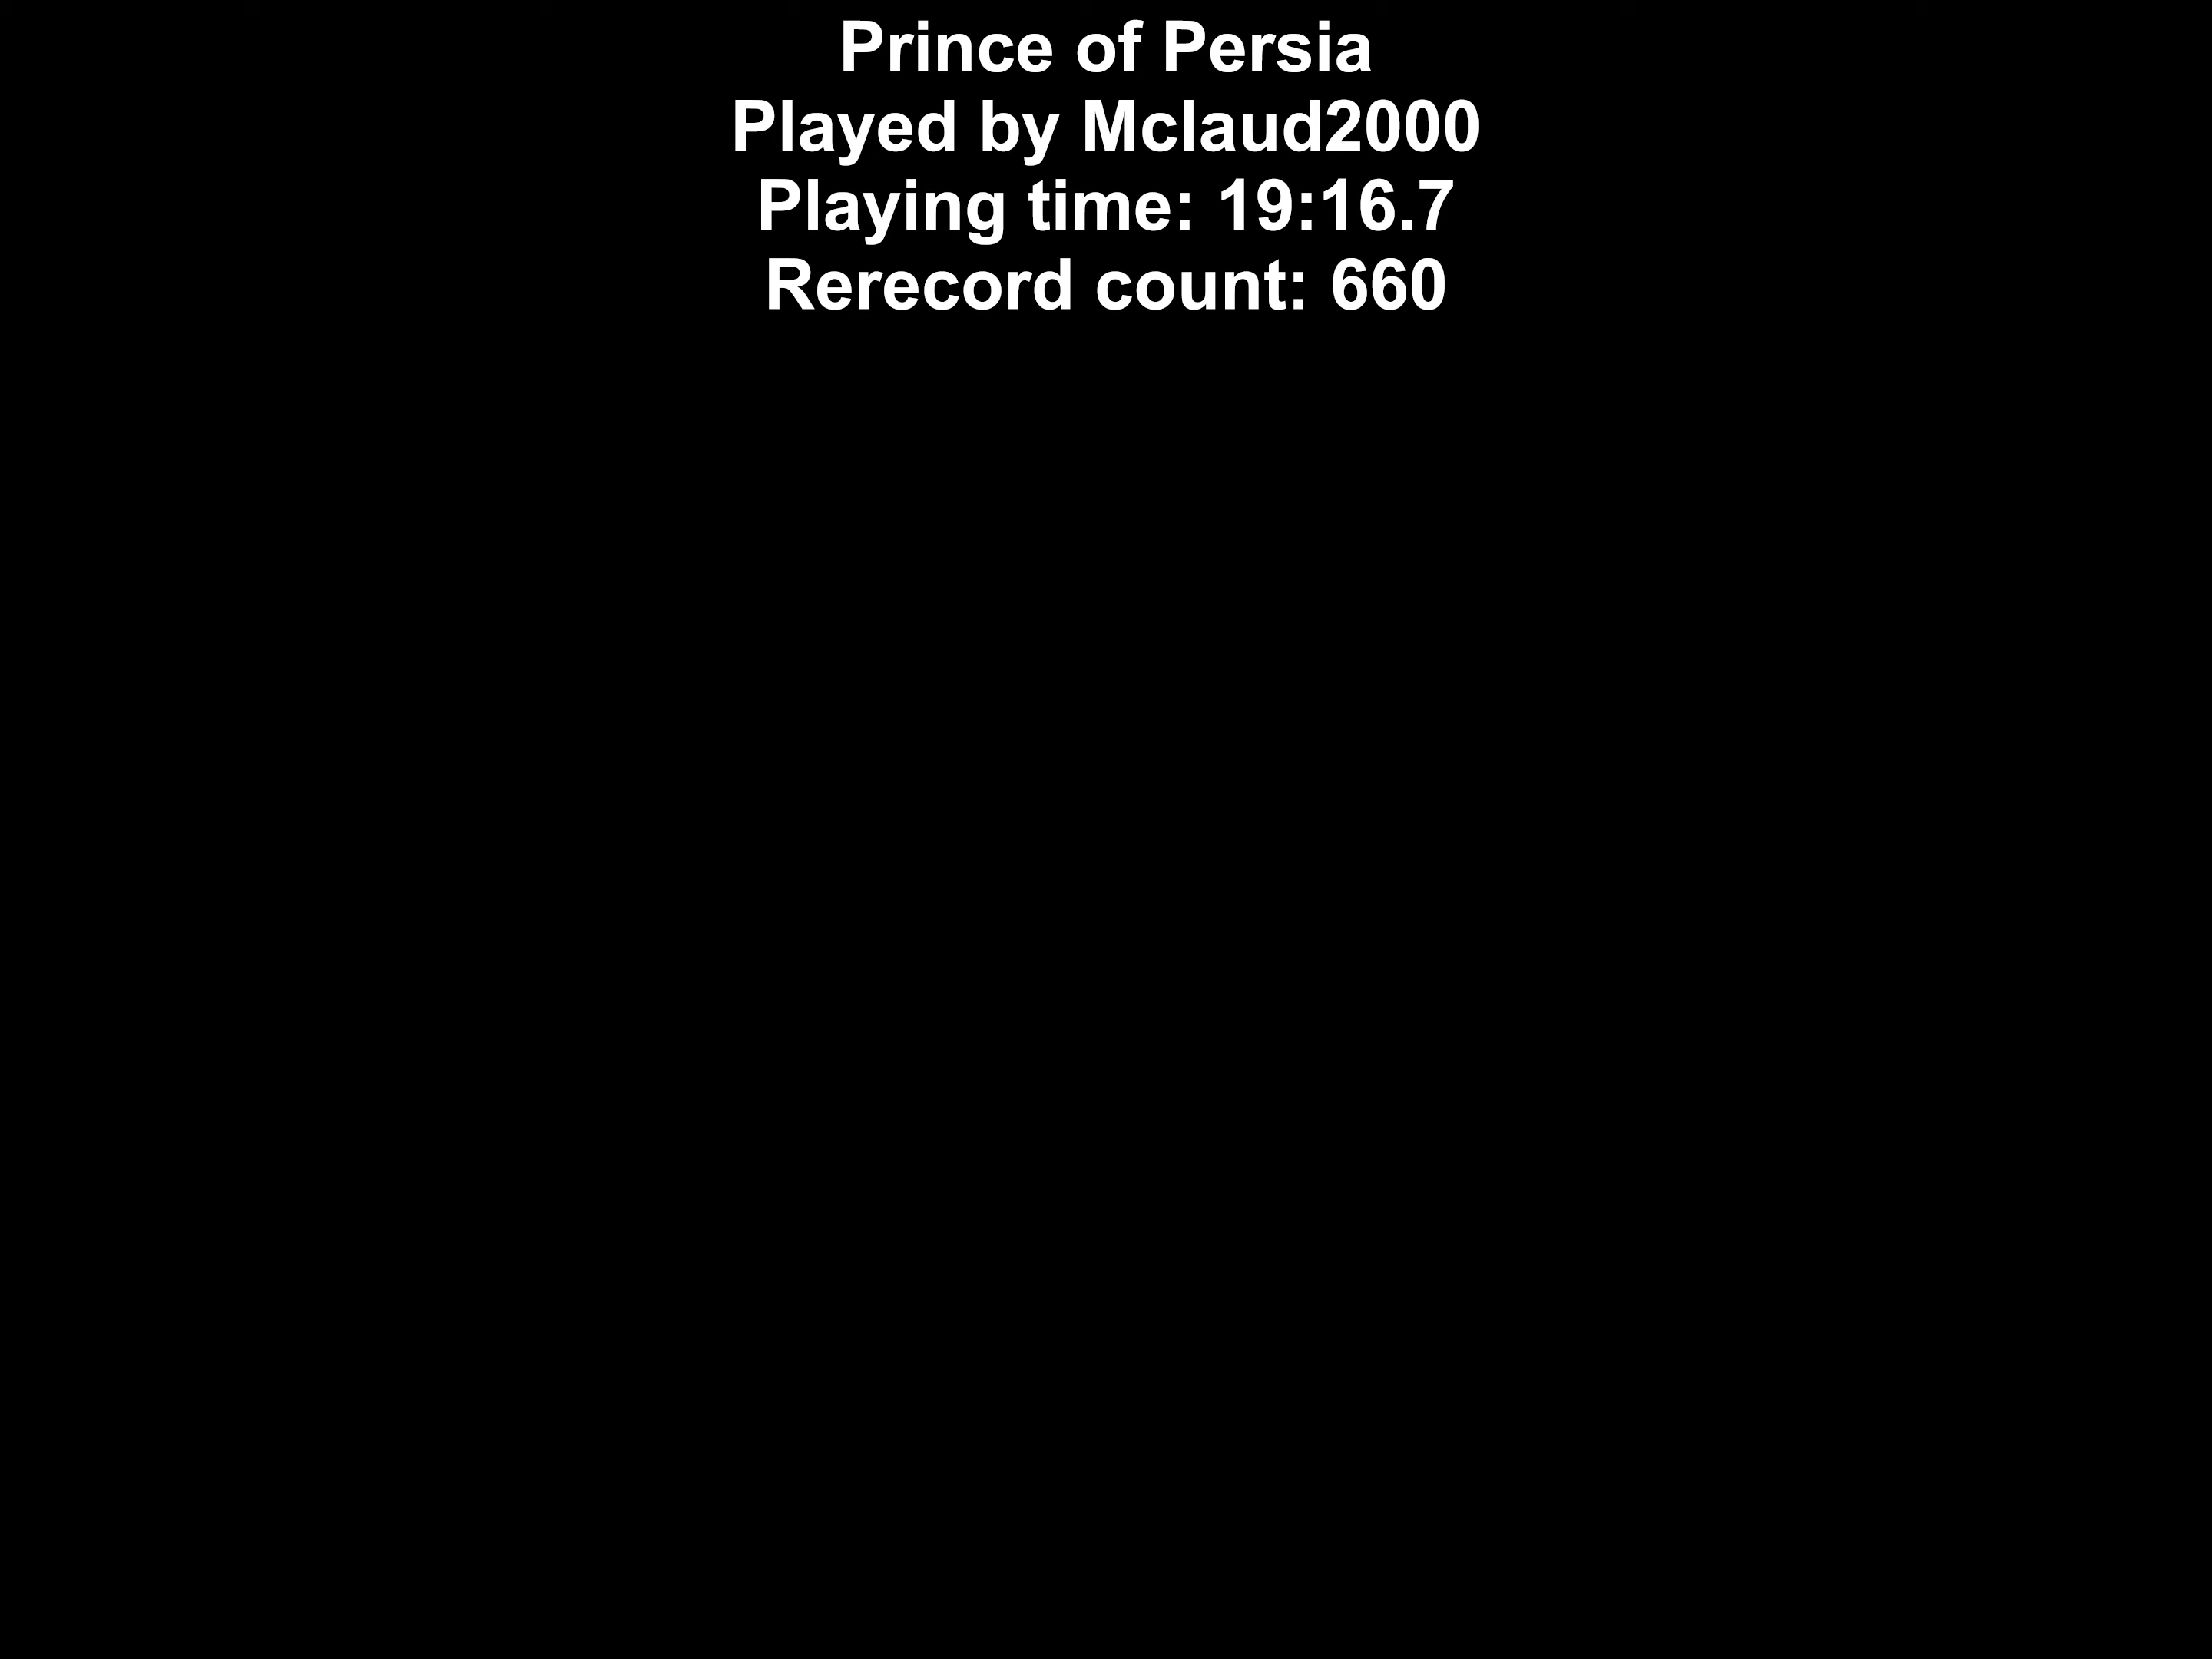 Prince of Persia
Played by Mclaud2000
Playing time: 19:16.7
Rerecord count: 660